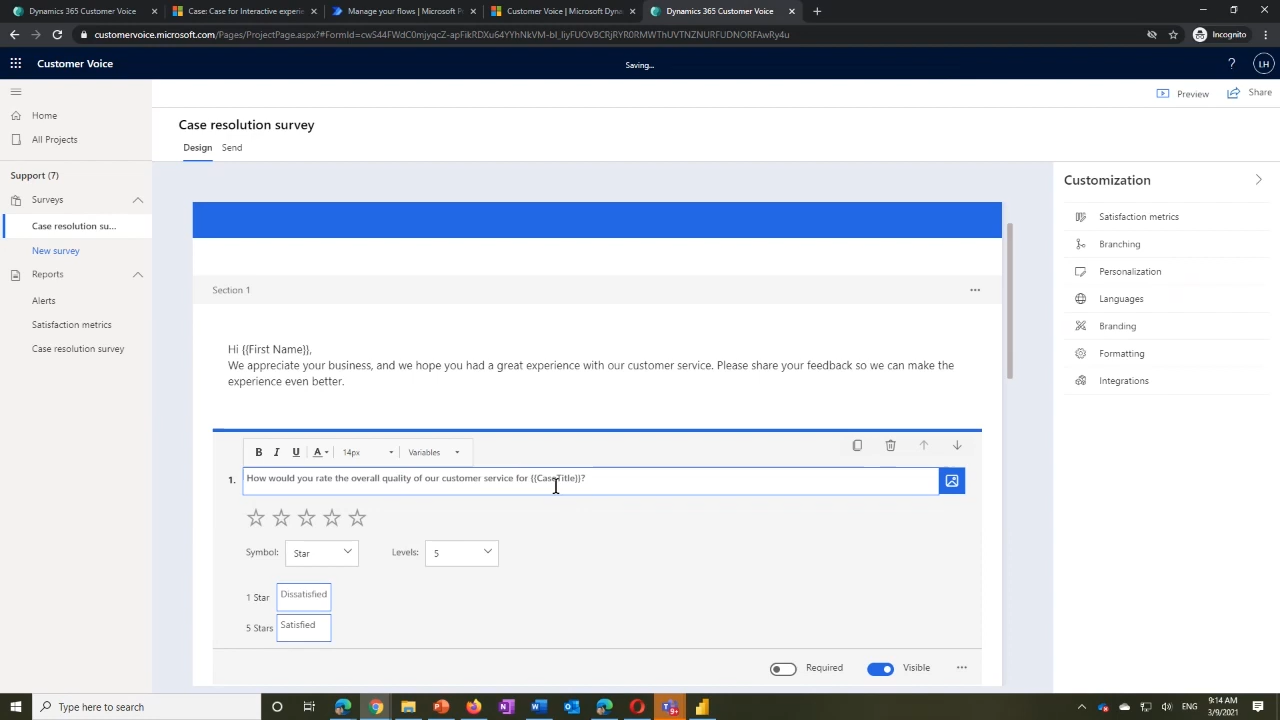 Dynamics 365 Customer Voice
Case: Case for Interactive experie
Manage your flows | Microsoft P
Customer Voice | Microsoft Dyn
Dynamics 365 Customer Voice
customervoice.microsoft.com/Pages/ProjectPage.aspx?
Incognito
Customer Voice
Saving...
?
LH
Preview
Share
Home
All Projects
Support (7)
Surveys
Case resolution su...
New survey
Reports
Alerts
Satisfaction metrics
Case resolution survey
Case resolution survey
Design
Send
Section 1
Hi {{First Name}},
We appreciate your business, and we hope you had a great experience with our customer service. Please share your feedback so we can make the
experience even better.
B I U A 14px Variables
1. How would you rate the overall quality of our customer service for {{CaseTitle}}?
Symbol: Star Levels: 5
1 Star Dissatisfied
5 Stars Satisfied
Required Visible
Customization
Satisfaction metrics
Branching
Personalization
Languages
Branding
Formatting
Integrations
Type here to search
ENG
9:14 AM
3/9/2021